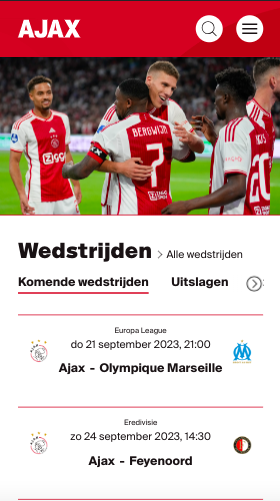 AJAX
BERGWIJN
7
Wedstrijden
Alle wedstrijden
Komende wedstrijden
Uitslagen
Europa League
do 21 september 2023, 21:00
Ajax - Olympique Marseille
Eredivisie
zo 24 september 2023, 14:30
Ajax - Feyenoord